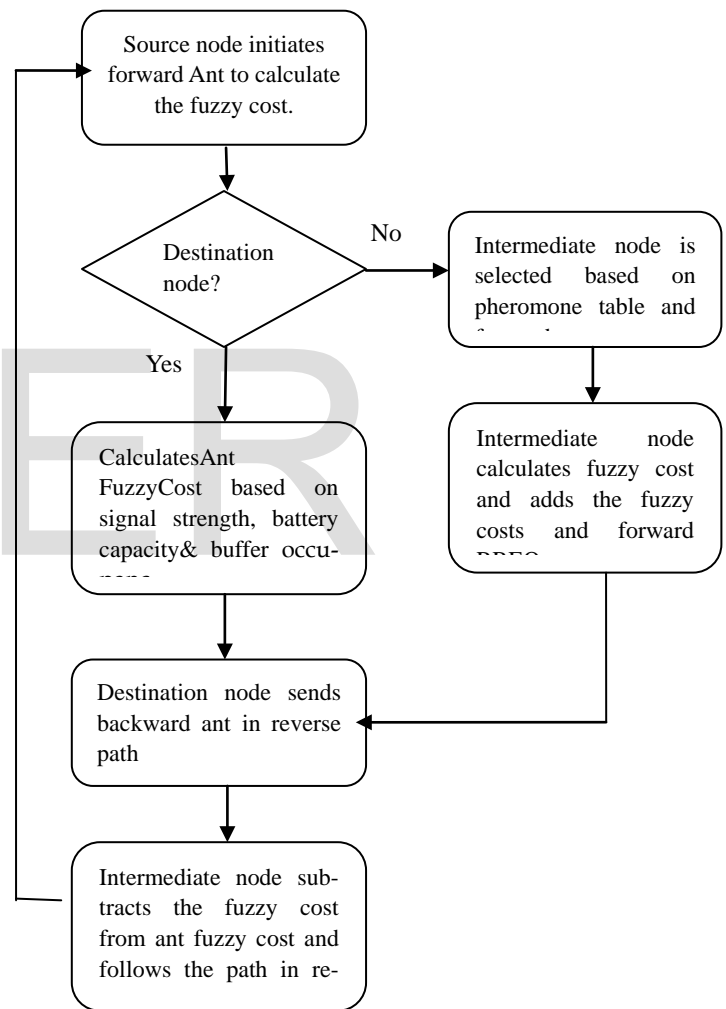 Source node initiates
forward Ant to calculate
the fuzzy cost.
Destination
node?
No
Yes
Intermediate node is
selected based on
pheromone table and
Intermediate node
calculates fuzzy cost
and adds the fuzzy
costs and forward
CalculatesAnt
FuzzyCost based on
signal strength, battery
capacity& buffer occu-
Destination node sends
backward ant in reverse
path
Intermediate node sub-
tracts the fuzzy cost
from ant fuzzy cost and
follows the path in re-
ER